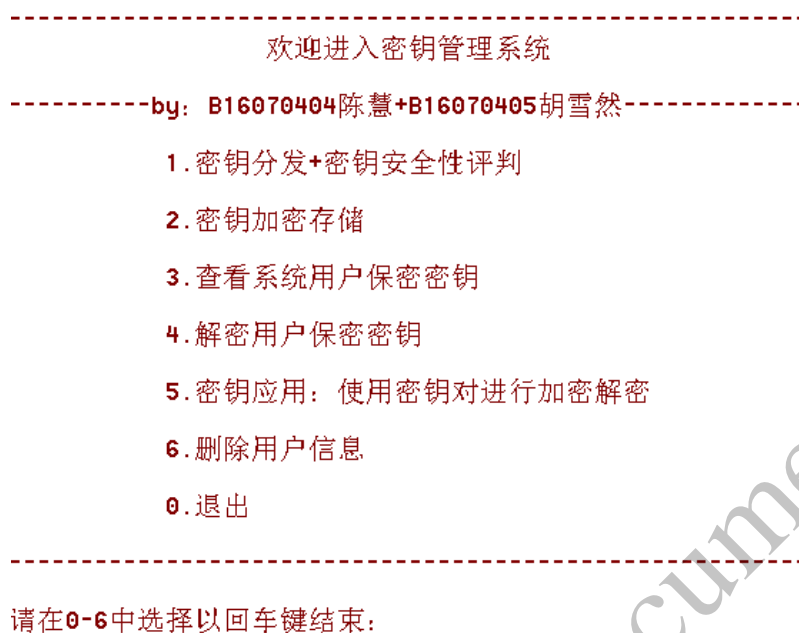 ------------------------------------------------
欢迎进入密钥管理系统
----------by: B16070404陈慧+B16070405胡雪然------------
1.密钥分发+密钥安全性评判
2.密钥加密存储
3.查看系统用户保密密钥
4.解密用户保密密钥
5.密钥应用：使用密钥对进行加密解密
6.删除用户信息
0.退出
------------------------------------------------
请在0-6中选择以回车键结束：